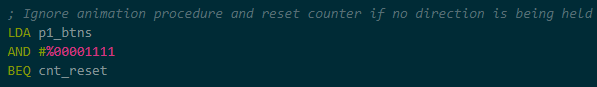 ; Ignore animation procedure and reset counter if no direction is being held
LDA p1_btns
AND #%00001111
BEQ cnt_reset